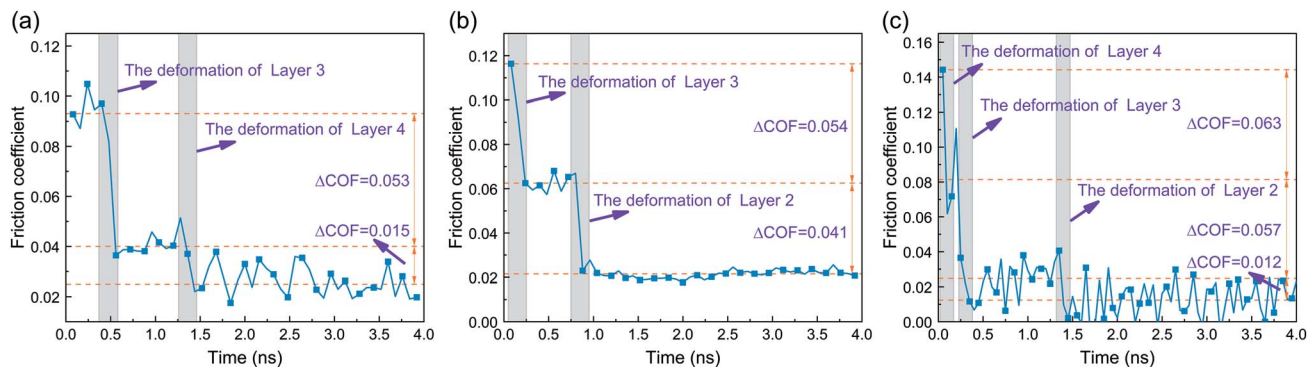 (a)
0.12
0.10
0.08
0.06
0.04
0.02
Friction coefficient
The deformation of Layer 3
The deformation of Layer 4
ΔCOF=0.053
ΔCOF=0.015
0.0 0.5 1.0 1.5 2.0 2.5 3.0 3.5 4.0
Time (ns)
(b)
0.12
0.10
0.08
0.06
0.04
0.02
0.00
Friction coefficient
The deformation of Layer 3
ΔCOF=0.054
The deformation of Layer 2
ΔCOF=0.041
0.0 0.5 1.0 1.5 2.0 2.5 3.0 3.5 4.0
Time (ns)
(c)
0.16
0.14
0.12
0.10
0.08
0.06
0.04
0.02
0.00
Friction coefficient
The deformation of Layer 4
The deformation of Layer 3
ΔCOF=0.063
The deformation of Layer 2
ΔCOF=0.057
ΔCOF=0.012
0.0 0.5 1.0 1.5 2.0 2.5 3.0 3.5 4.0
Time (ns)